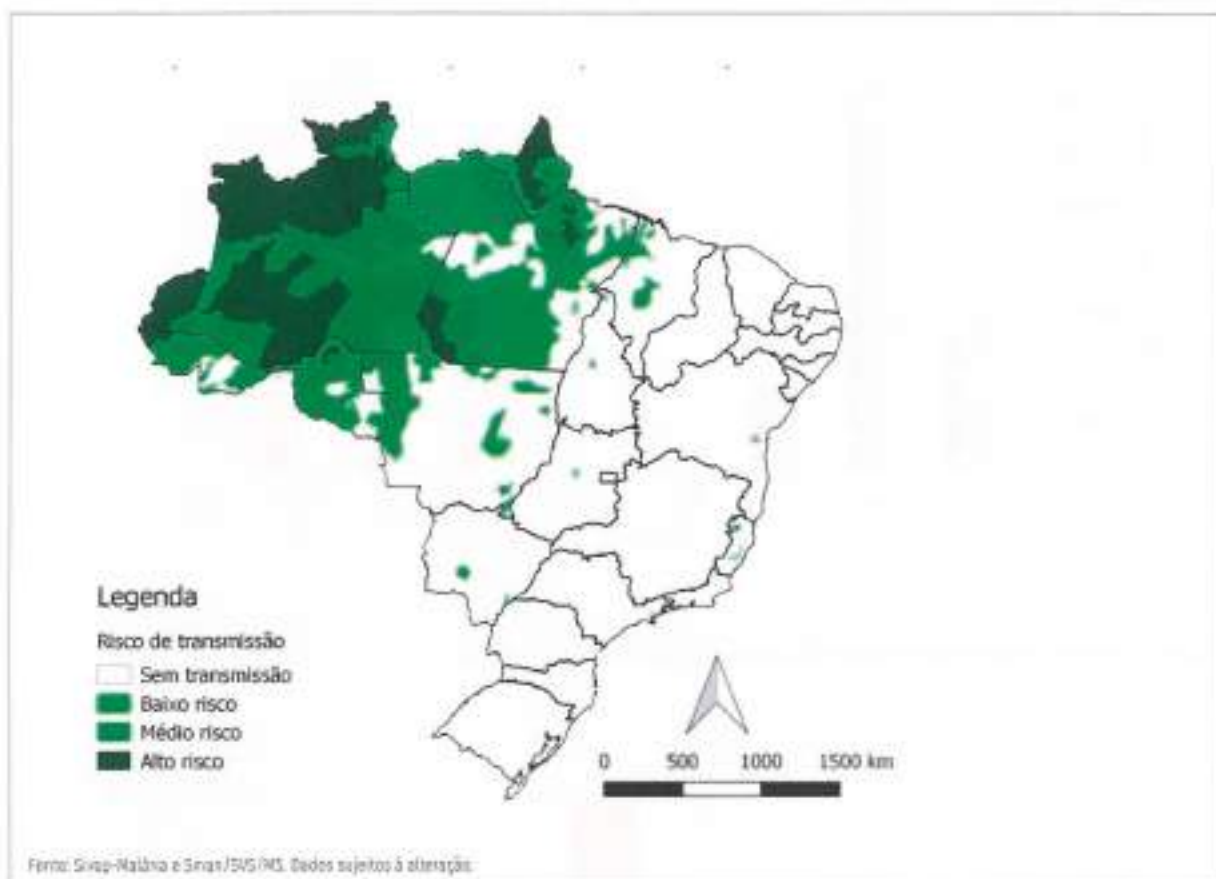 Legenda
Risco de transmissão
Sem transmissão
Baixo risco
Médio risco
Alto risco
0 500 1000 1500 km
Fonte: Sivep-Malária e Sinan/SVS/MS. Dados sujeitos à alteração.